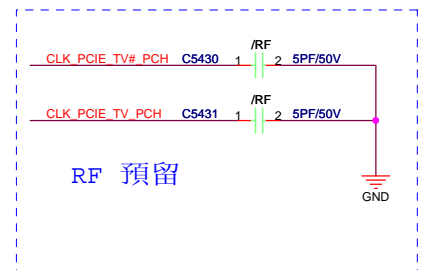 /RF
CLK_PCIE_TV#_PCH C5430 1 2 5PF/50V
/RF
CLK_PCIE_TV_PCH C5431 1 2 5PF/50V
RF 預留
GND